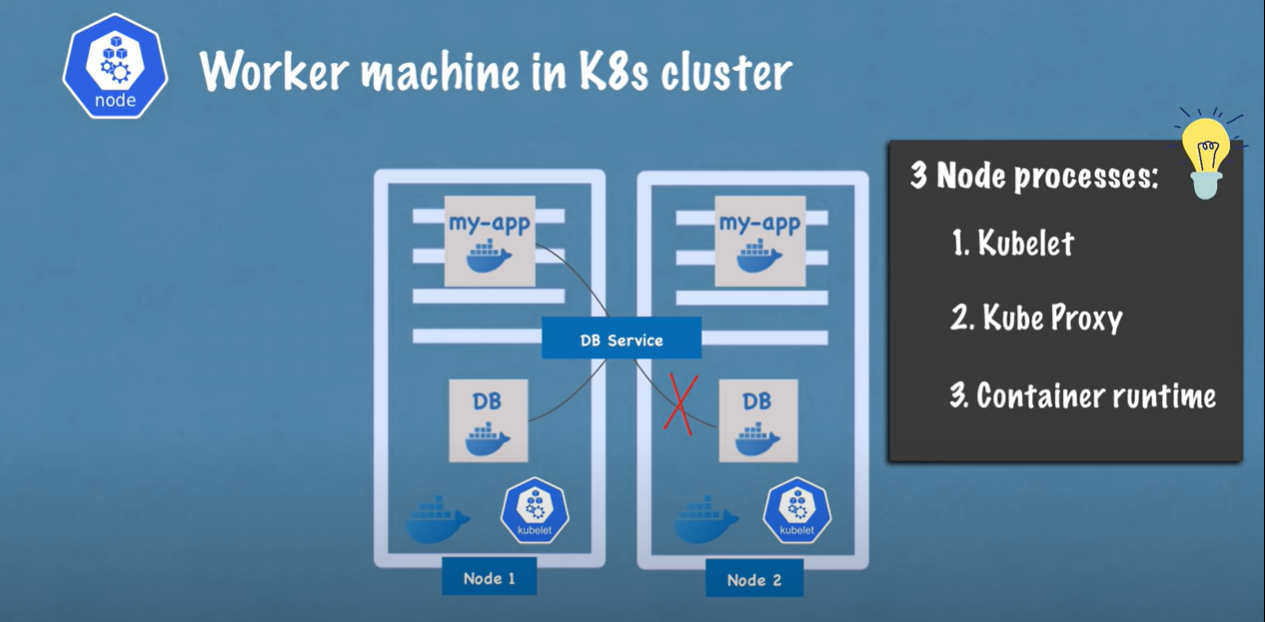 node
Worker machine in K8s cluster
3 Node processes:
1. Kubelet
2. Kube Proxy
3. Container runtime
my-app
my-app
DB Service
DB
DB
kubelet
kubelet
Node 1
Node 2